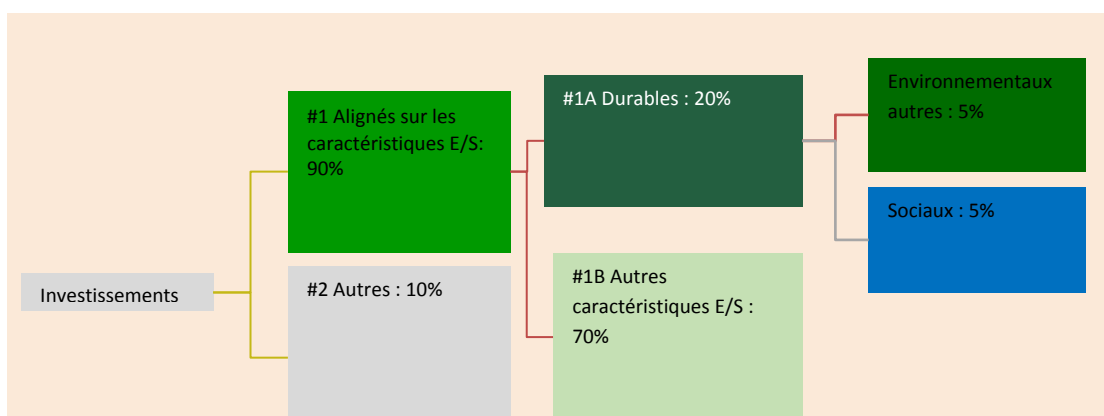 Investissements
#1 Alignés sur les
caractéristiques E/S:
90%
#2 Autres : 10%
#1A Durables : 20%
#1B Autres
caractéristiques E/S :
70%
Environnementaux
autres : 5%
Sociaux : 5%